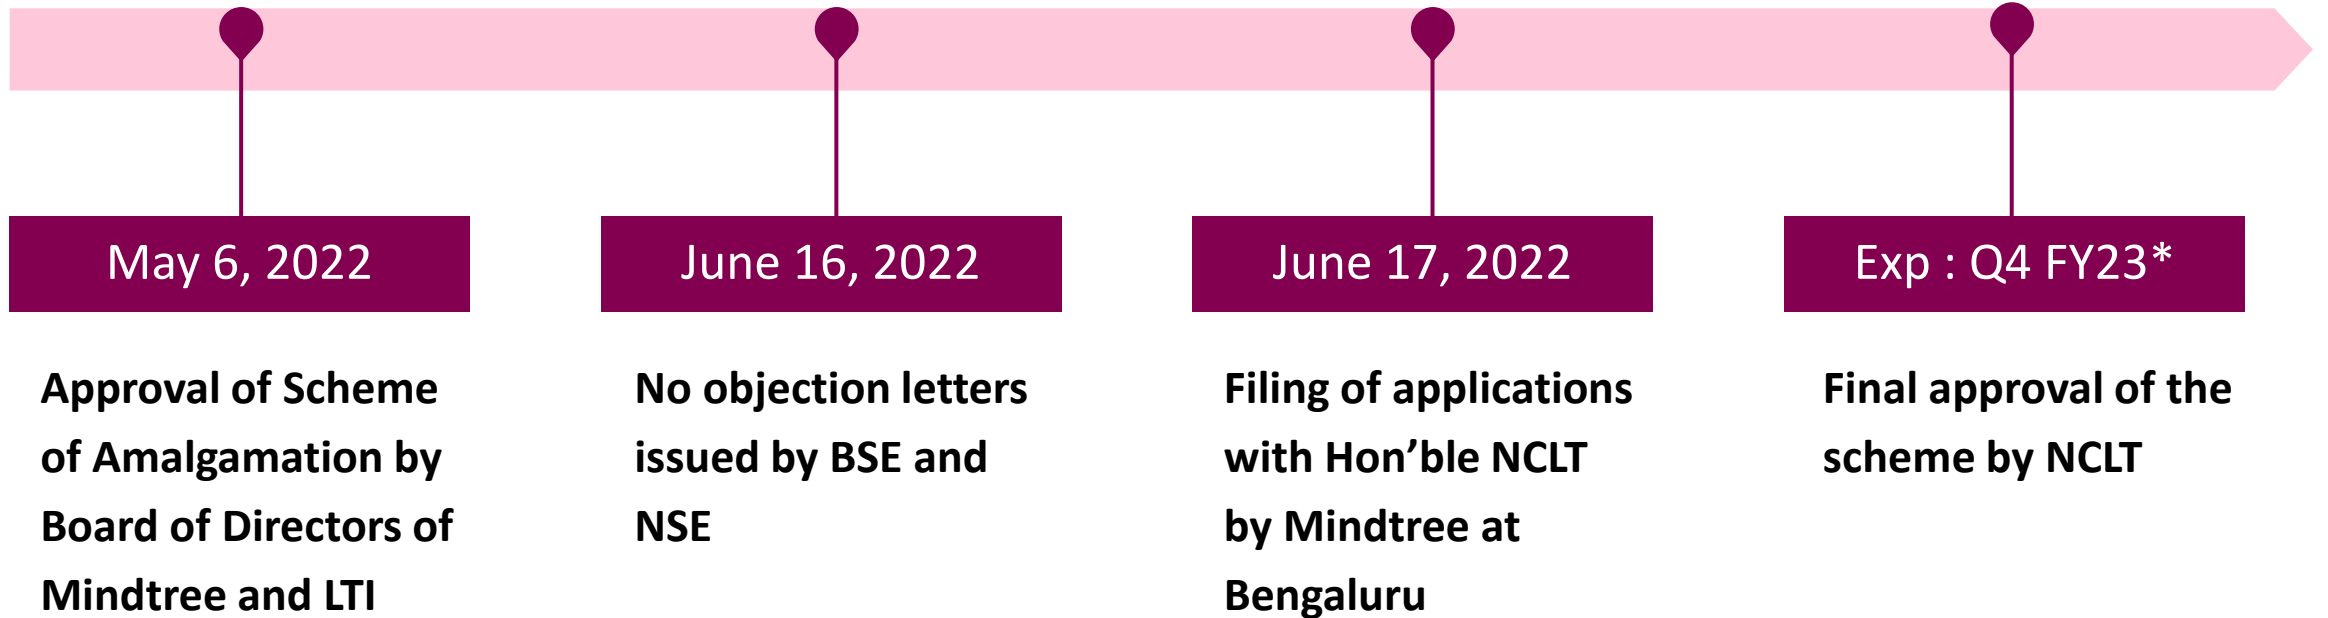 May 6, 2022
Approval of Scheme
of Amalgamation by
Board of Directors of
Mindtree and LTI
June 16, 2022
No objection letters
issued by BSE and
NSE
June 17, 2022
Filing of applications
with Hon’ble NCLT
by Mindtree at
Bengaluru
Exp : Q4 FY23*
Final approval of the
scheme by NCLT